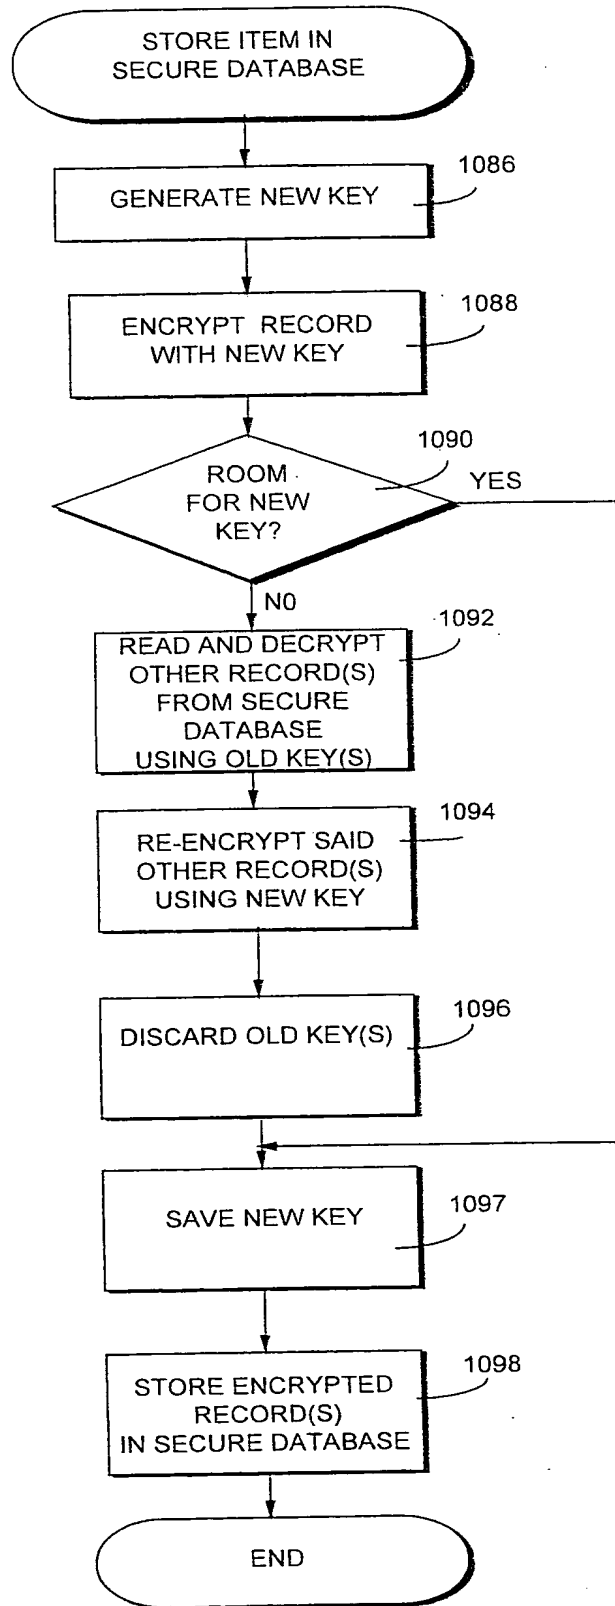 STORE ITEM IN
SECURE DATABASE
1086
GENERATE NEW KEY
1088
ENCRYPT RECORD
WITH NEW KEY
1090
ROOM
FOR NEW
KEY?
YES
N0
1092
READ AND DECRYPT
OTHER RECORD(S)
FROM SECURE
DATABASE
USING OLD KEY(S)
1094
RE-ENCRYPT SAID
OTHER RECORD(S)
USING NEW KEY
1096
DISCARD OLD KEY(S)
SAVE NEW KEY
1097
1098
STORE ENCRYPTED
RECORD(S)
IN SECURE DATABASE
END